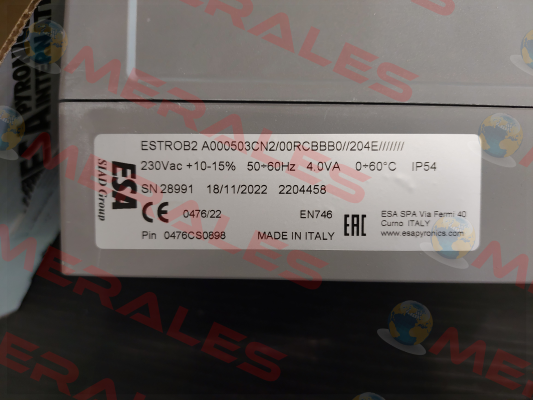 ESTROB2 A000503CN2/00RCBBB0//204E///////
230Vac +10-15% 50÷60Hz 4.0VA 0÷60°C IP54
SN 28991 18/11/2022 2204458
ESA
SIAD Group
CE 0476/22 EN746 EAC
ESA SPA Via Fermi 40
Curno ITALY
www.esapyronics.com
Pin 0476CS0898 MADE IN ITALY
MERALES
MERALES
MERALES